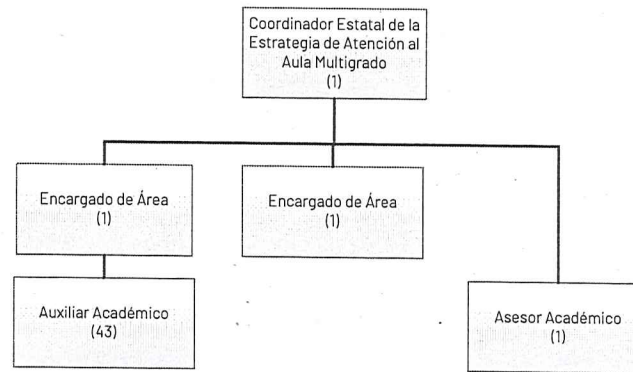 Coordinador Estatal de la
Estrategia de Atención al
Aula Multigrado
(1)
Encargado de Área
(1)
Encargado de Área
(1)
Auxiliar Académico
(43)
Asesor Académico
(1)